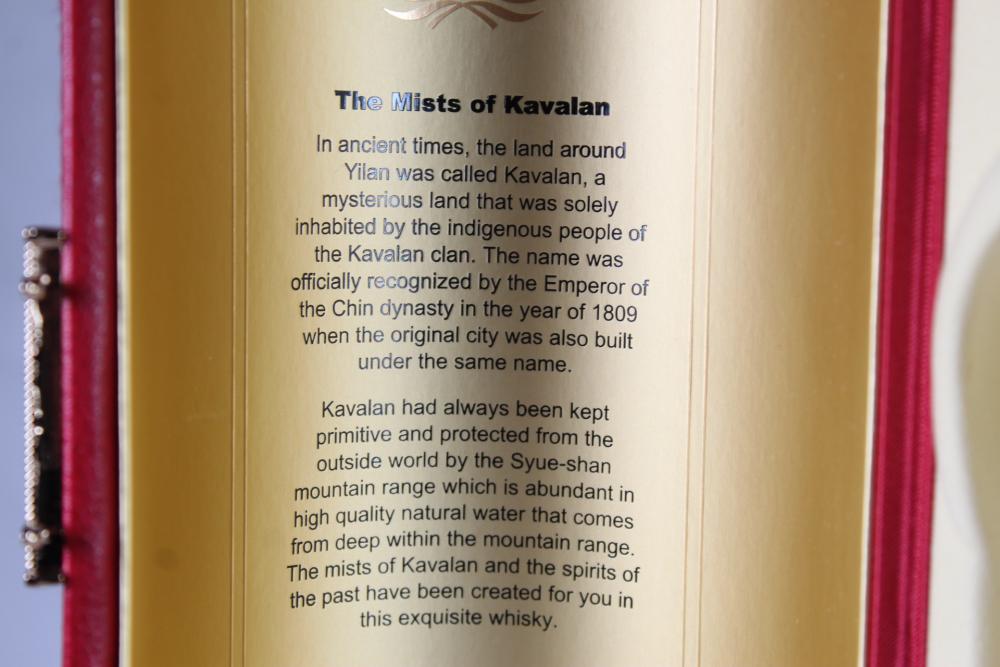 The Mists of Kavalan
In ancient times, the land around
Yilan was called Kavalan, a
mysterious land that was solely
inhabited by the indigenous people of
the Kavalan clan. The name was
officially recognized by the Emperor of
the Chin dynasty in the year of 1809
when the original city was also built
under the same name.
Kavalan had always been kept
primitive and protected from the
outside world by the Syue-shan
mountain range which is abundant in
high quality natural water that comes
from deep within the mountain range.
The mists of Kavalan and the spirits of
the past have been created for you in
this exquisite whisky.